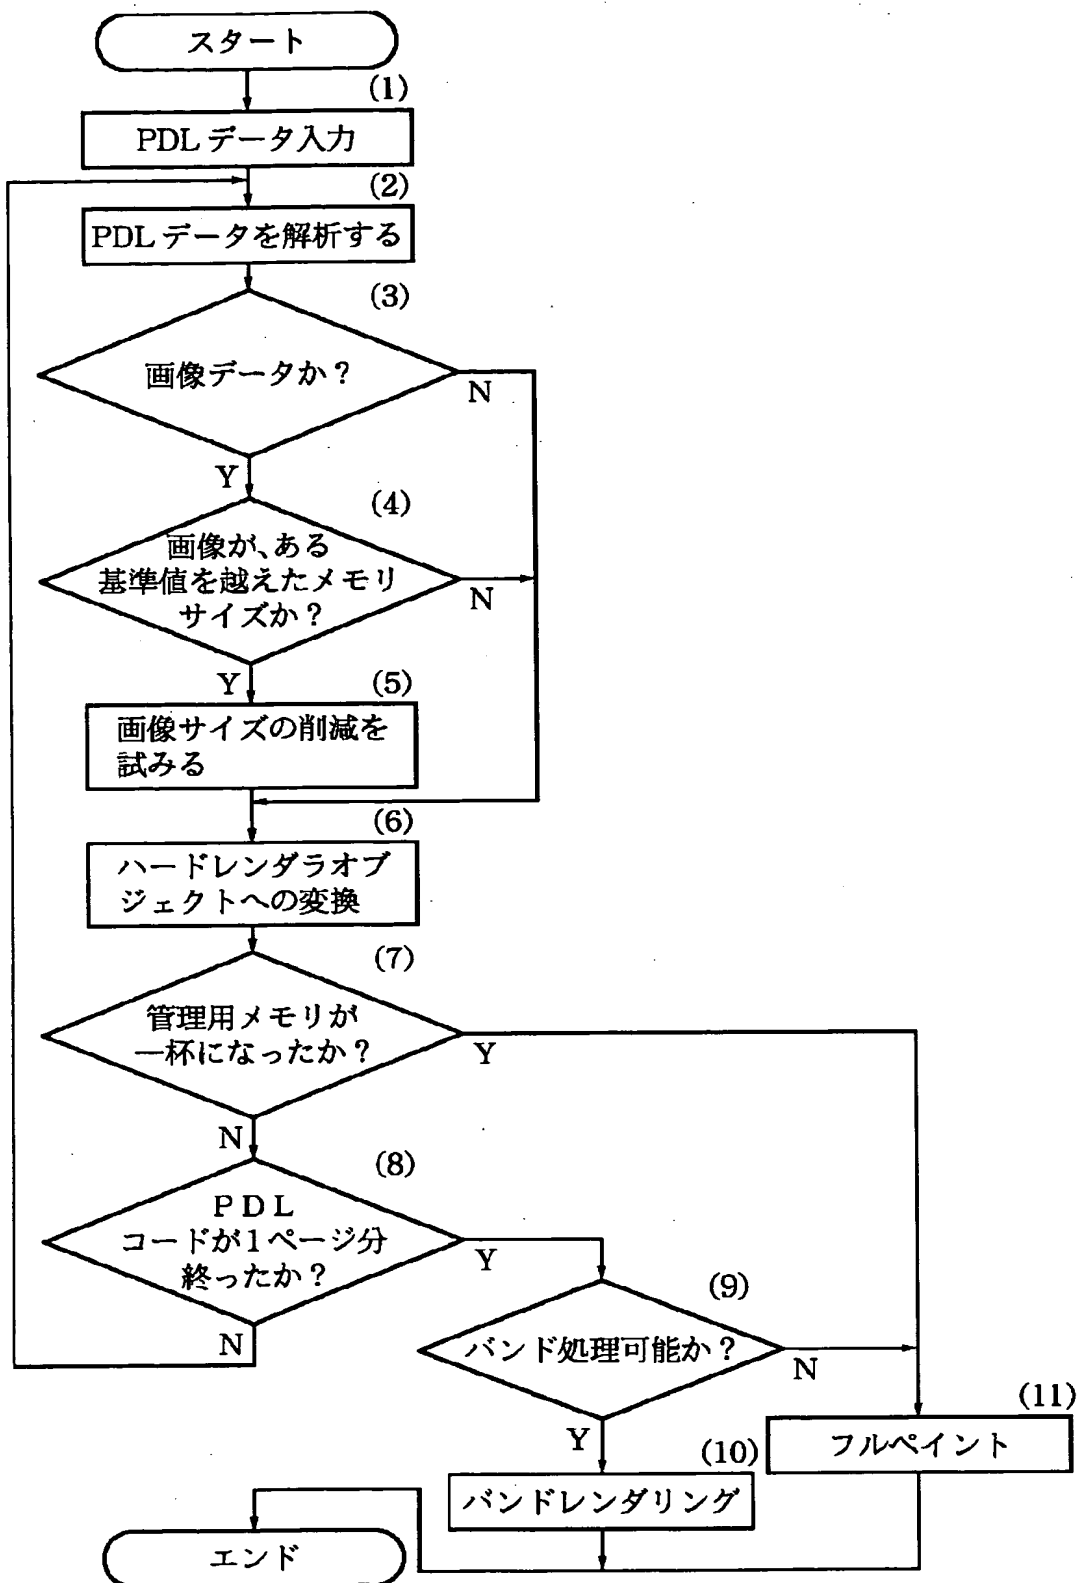 スタート
(1)
PDLデータ入力
(2)
PDLデータを解析する
(3)
画像データか?
N
Y
(4)
画像が、ある
基準値を越えたメモリ
サイズか?
N
Y
(5)
画像サイズの削減を
試みる
(6)
ハードレンダラオブ
ジェクトへの変換
(7)
管理用メモリが
一杯になったか?
Y
N
(8)
PDL
コードが1ページ分
終ったか?
Y
N
(9)
バンド処理可能か?
N
Y
(10)
バンドレンダリング
(11)
フルペイント
エンド